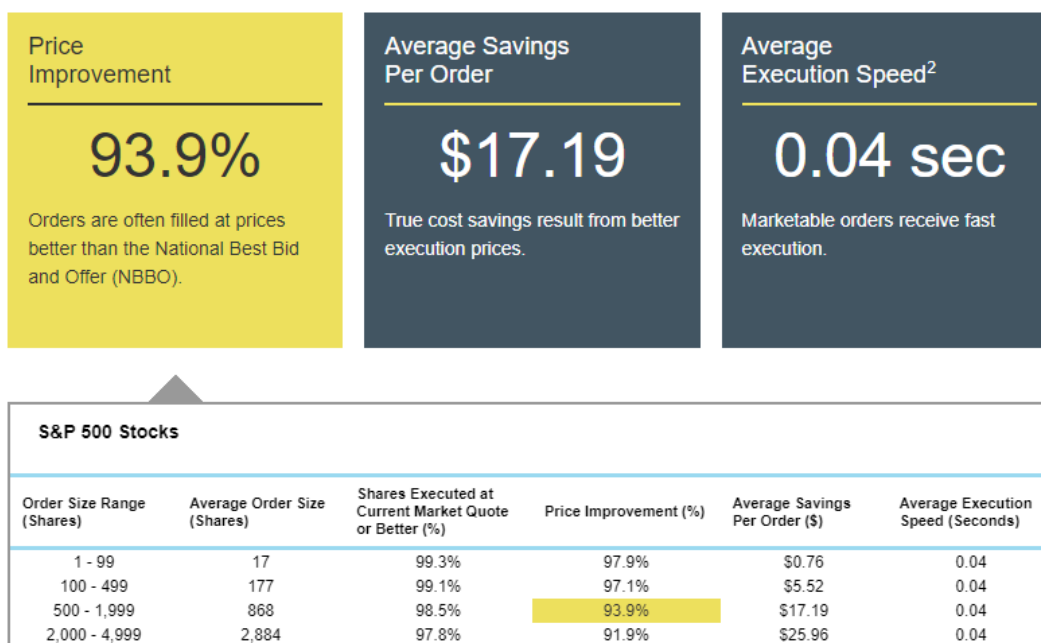 Price
Improvement
93.9%
Orders are often filled at prices
better than the National Best Bid
and Offer (NBBO).
Average Savings
Per Order
$17.19
True cost savings result from better
execution prices.
Average
Execution Speed2
0.04 sec
Marketable orders receive fast
execution.
S&P 500 Stocks
Order Size Range
(Shares)
Average Order Size
(Shares)
Shares Executed at
Current Market Quote
or Better (%)
Price Improvement (%)
Average Savings
Per Order ($)
Average Execution
Speed (Seconds)
1 - 99 17 99.3% 97.9% $0.76 0.04
100 - 499 177 99.1% 97.1% $5.52 0.04
500 - 1,999 868 98.5% 93.9% $17.19 0.04
2,000 - 4,999 2,884 97.8% 91.9% $25.96 0.04